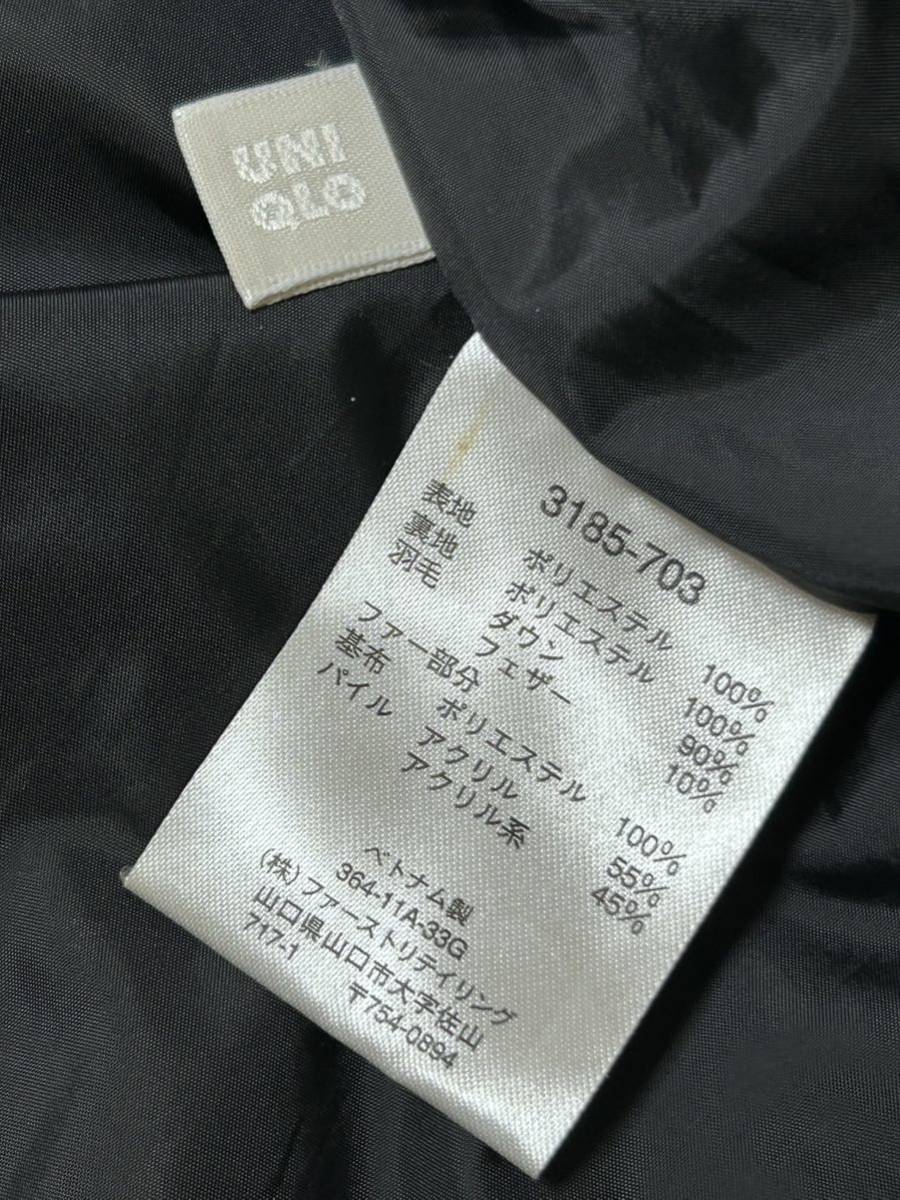 UNI
QLO
3185-703
表地 ポリエステル 100%
裏地 ポリエステル 100%
羽毛 ダウン 90%
フェザー 10%
ファー部分
基布 ポリエステル 100%
パイル アクリル 55%
アクリル系 45%
ベトナム製
364-11A-33G
(株)ファーストリテイリング
山口県山口市大字佐山
717-1 〒754-0894